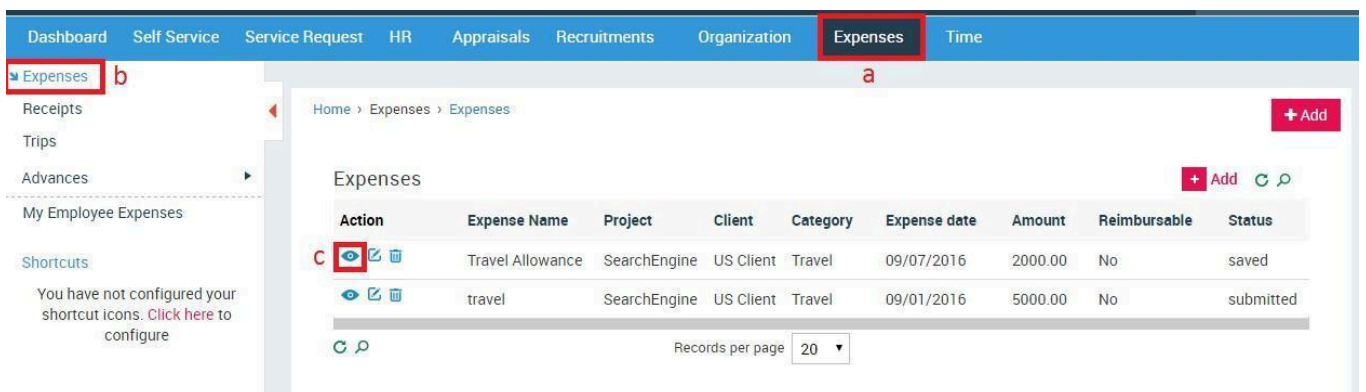 Dashboard Self Service Service Request HR Appraisals Recruitments Organization Expenses Time
a
Expenses b
Receipts
Trips
Advances
My Employee Expenses
Shortcuts
You have not configured your
shortcut icons. Click here to
configure
Home › Expenses › Expenses
+ Add
Expenses
+ Add
Action Expense Name Project Client Category Expense date Amount Reimbursable Status
c Travel Allowance SearchEngine US Client Travel 09/07/2016 2000.00 No saved
travel SearchEngine US Client Travel 09/01/2016 5000.00 No submitted
Records per page 20